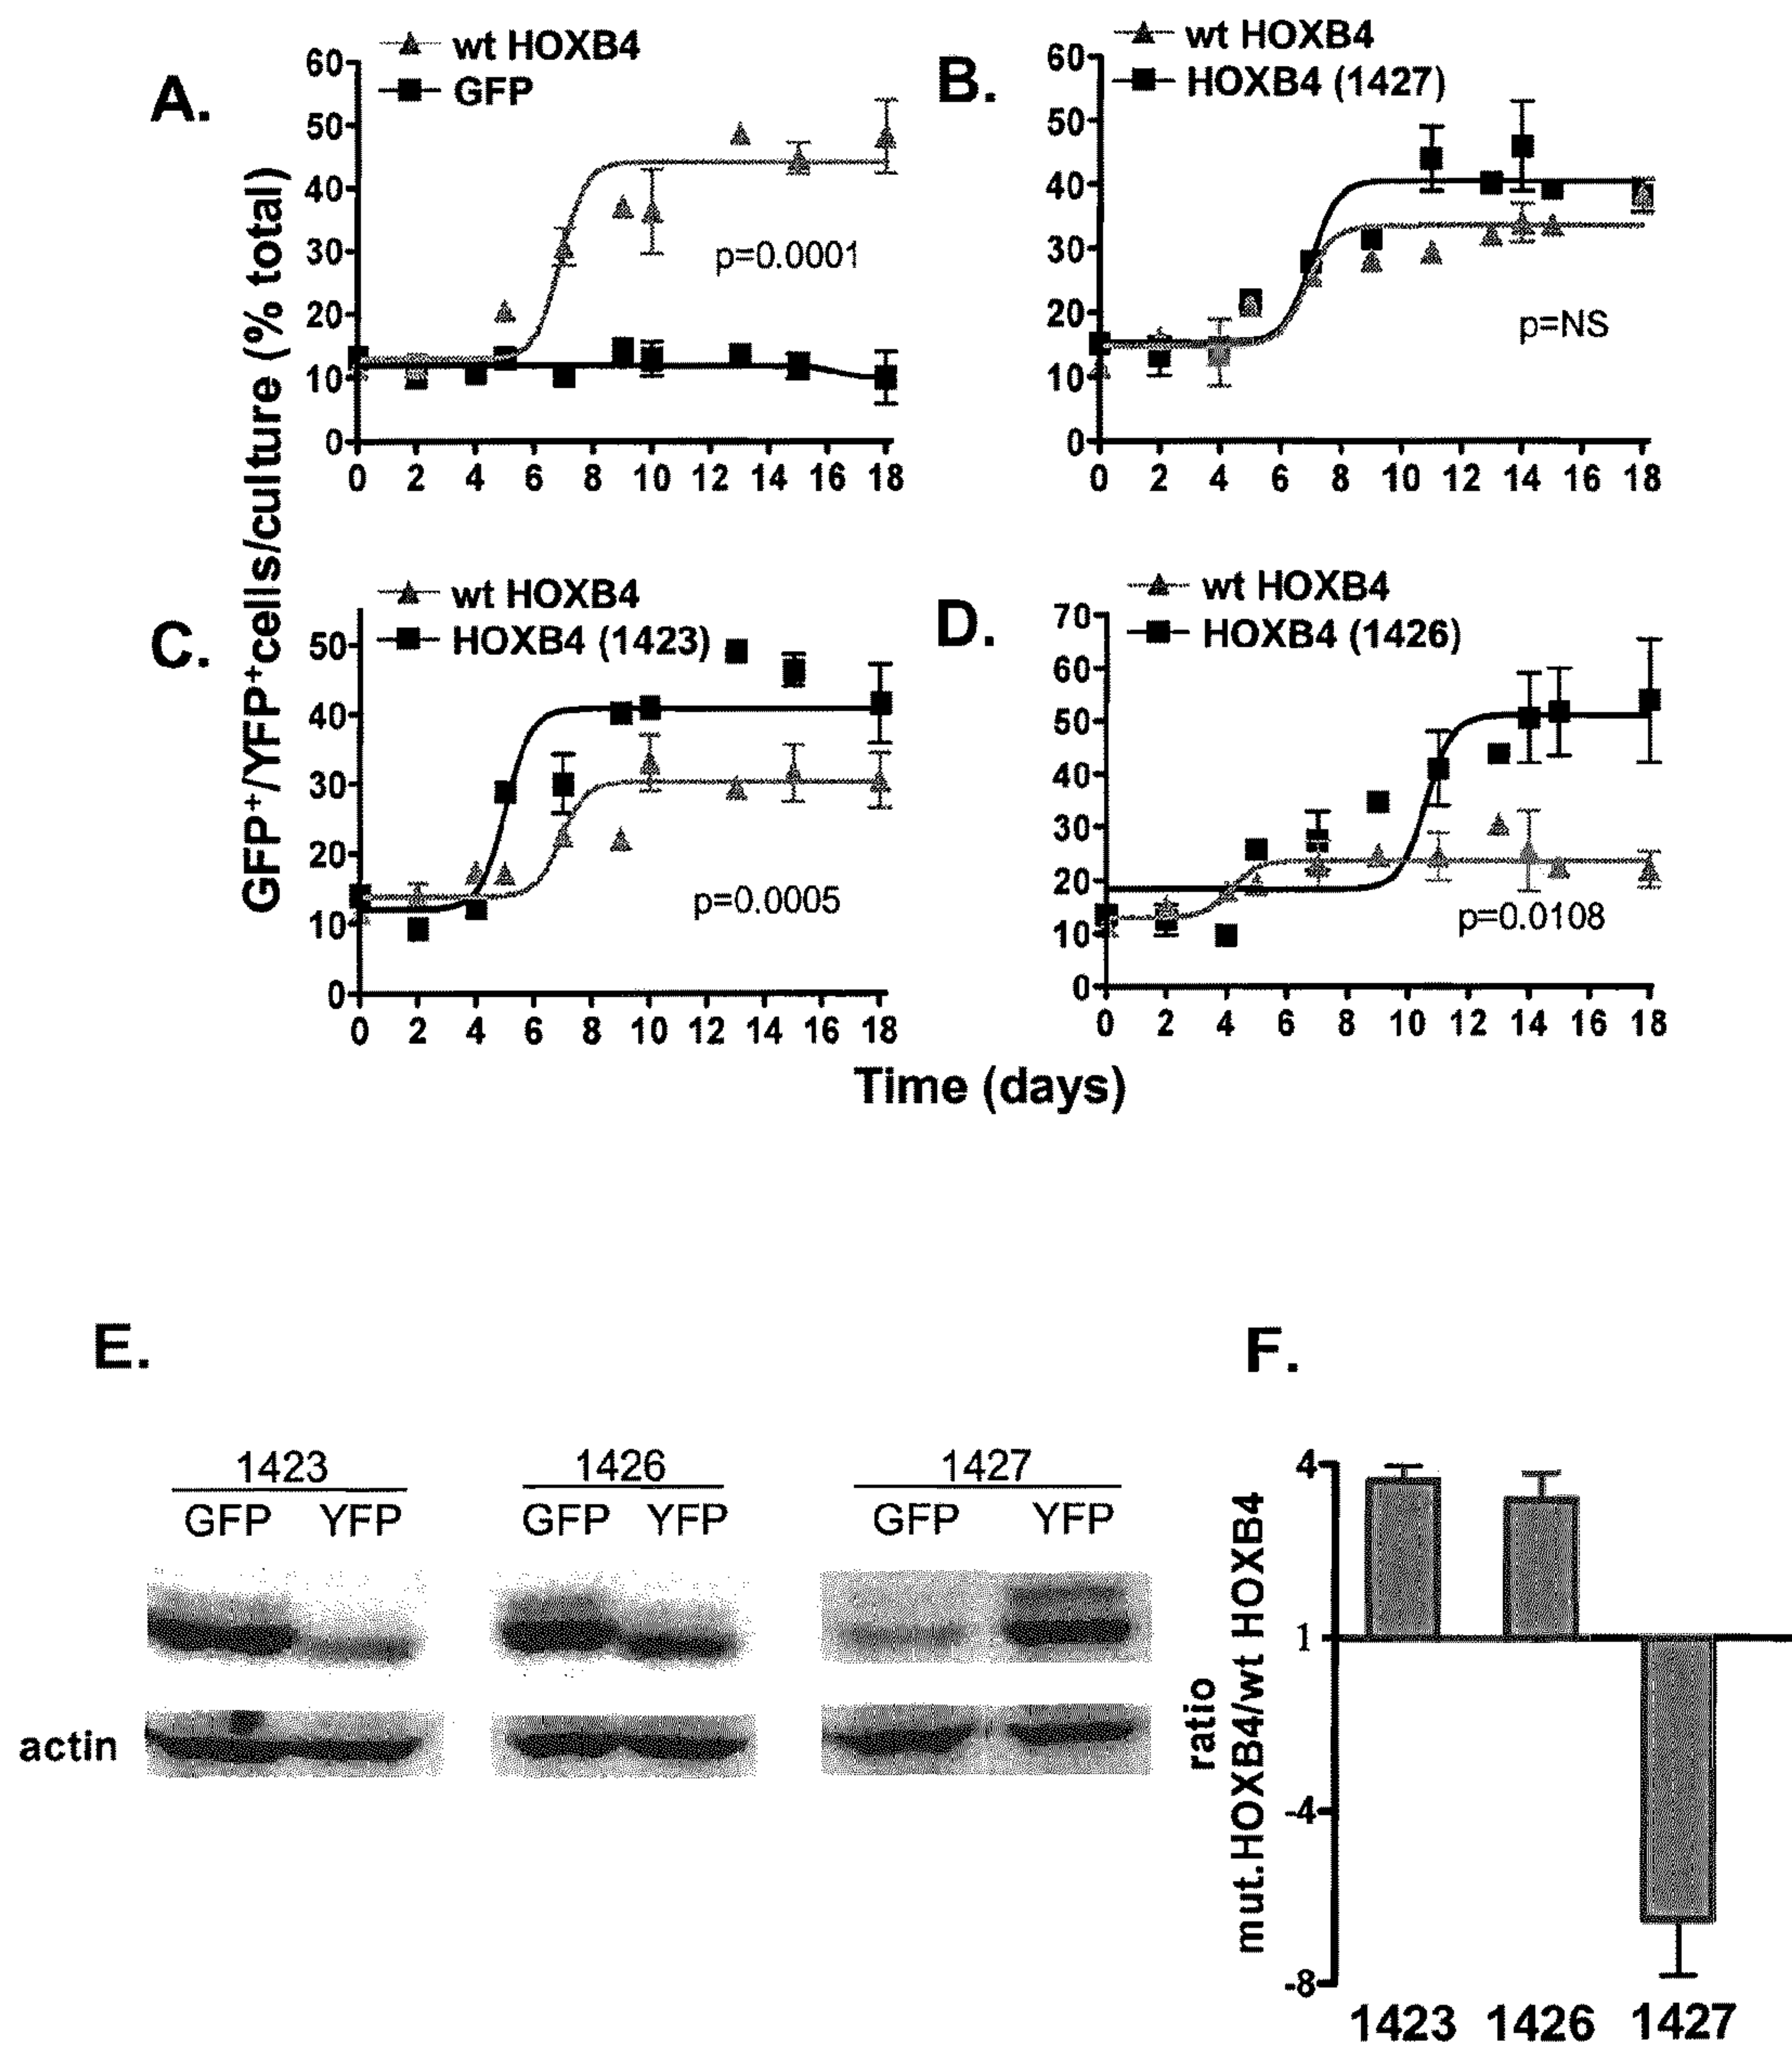 A.
wt HOXB4
GFP
60
50
40
30
20
10
0
p=0.0001
0 2 4 6 8 10 12 14 16 18
B.
wt HOXB4
HOXB4 (1427)
60
50
40
30
20
10
0
p=NS
0 2 4 6 8 10 12 14 16 18
GFP+/YFP+cells/culture (% total)
C.
wt HOXB4
HOXB4 (1423)
50
40
30
20
10
0
p=0.0005
0 2 4 6 8 10 12 14 16 18
D.
wt HOXB4
HOXB4 (1426)
70
60
50
40
30
20
10
0
p=0.0108
0 2 4 6 8 10 12 14 16 18
Time (days)
E.
1423
GFP YFP
1426
GFP YFP
1427
GFP YFP
actin
F.
ratio
mut.HOXB4/wt HOXB4
4
1
-4
-8
1423 1426 1427